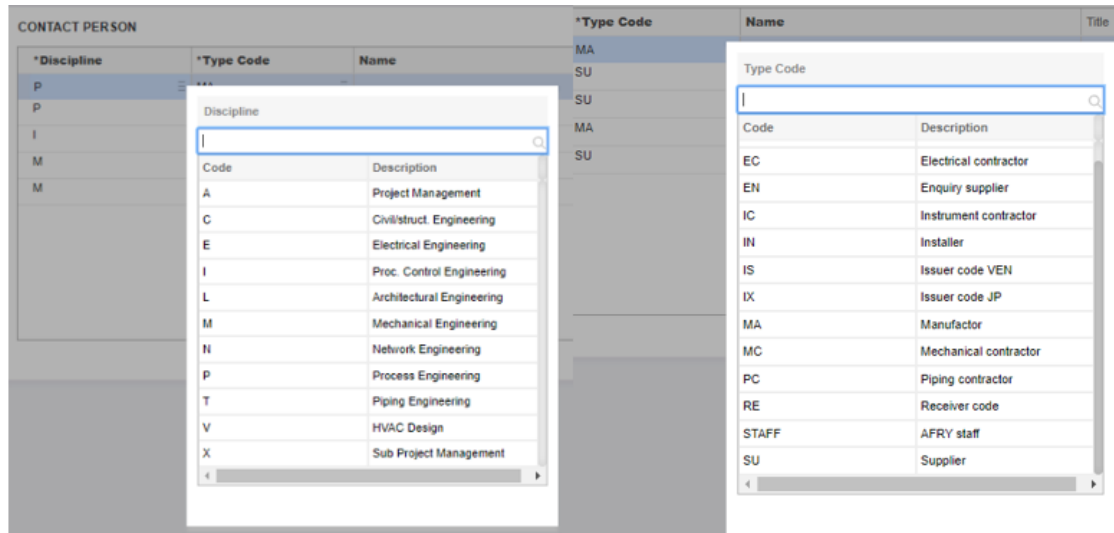 CONTACT PERSON
*Discipline *Type Code Name
P MA
P
I
M
M
Discipline
Code Description
A Project Management
C Civil/struct. Engineering
E Electrical Engineering
I Proc. Control Engineering
L Architectural Engineering
M Mechanical Engineering
N Network Engineering
P Process Engineering
T Piping Engineering
V HVAC Design
X Sub Project Management
*Type Code Name Title
MA
SU
SU
MA
SU
Type Code
Code Description
EC Electrical contractor
EN Enquiry supplier
IC Instrument contractor
IN Installer
IS Issuer code VEN
IX Issuer code JP
MA Manufactor
MC Mechanical contractor
PC Piping contractor
RE Receiver code
STAFF AFRY staff
SU Supplier